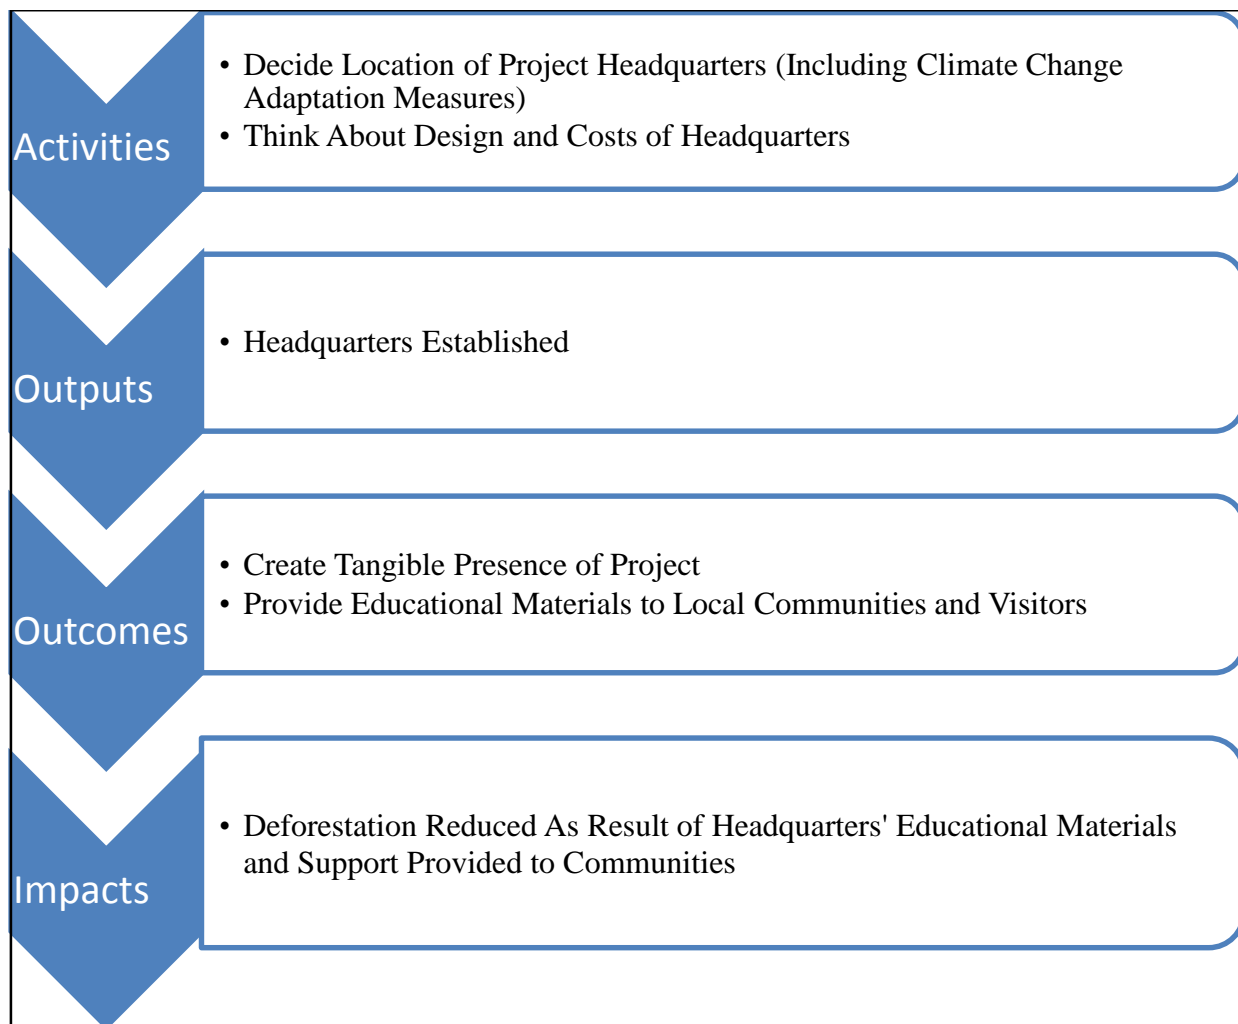 Activities
• Decide Location of Project Headquarters (Including Climate Change
Adaptation Measures)
• Think About Design and Costs of Headquarters
Outputs
• Headquarters Established
Outcomes
• Create Tangible Presence of Project
• Provide Educational Materials to Local Communities and Visitors
Impacts
• Deforestation Reduced As Result of Headquarters' Educational Materials
and Support Provided to Communities